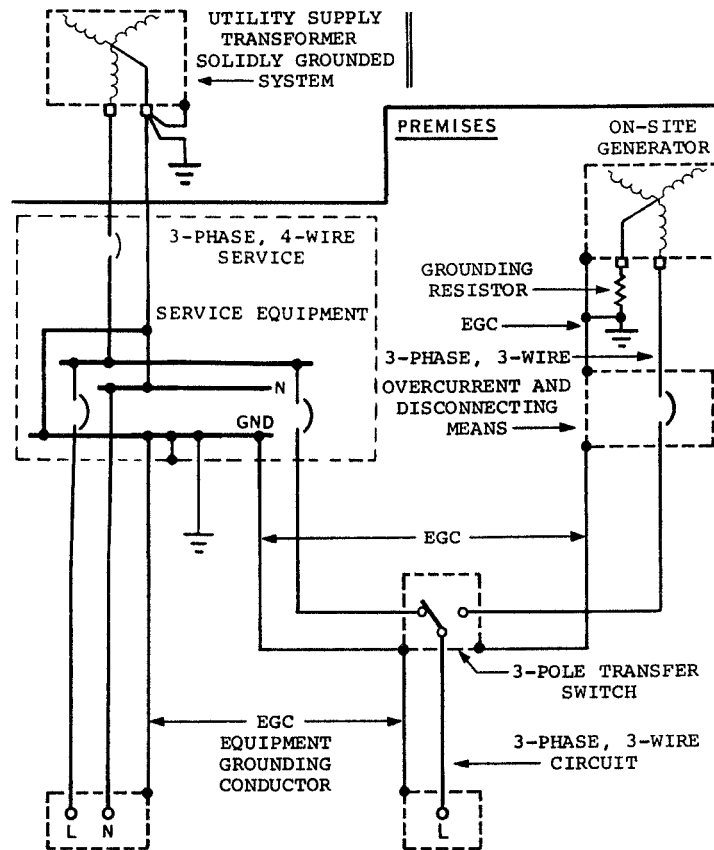 UTILITY SUPPLY
TRANSFORMER
SOLIDLY GROUNDED
SYSTEM
PREMISES
ON-SITE
GENERATOR
3-PHASE, 4-WIRE
SERVICE
GROUNDING
RESISTOR
SERVICE EQUIPMENT
EGC
3-PHASE, 3-WIRE
N
OVERCURRENT AND
DISCONNECTING
MEANS
GND
EGC
3-POLE TRANSFER
SWITCH
EGC
EQUIPMENT
GROUNDING
CONDUCTOR
3-PHASE, 3-WIRE
CIRCUIT
L N
L